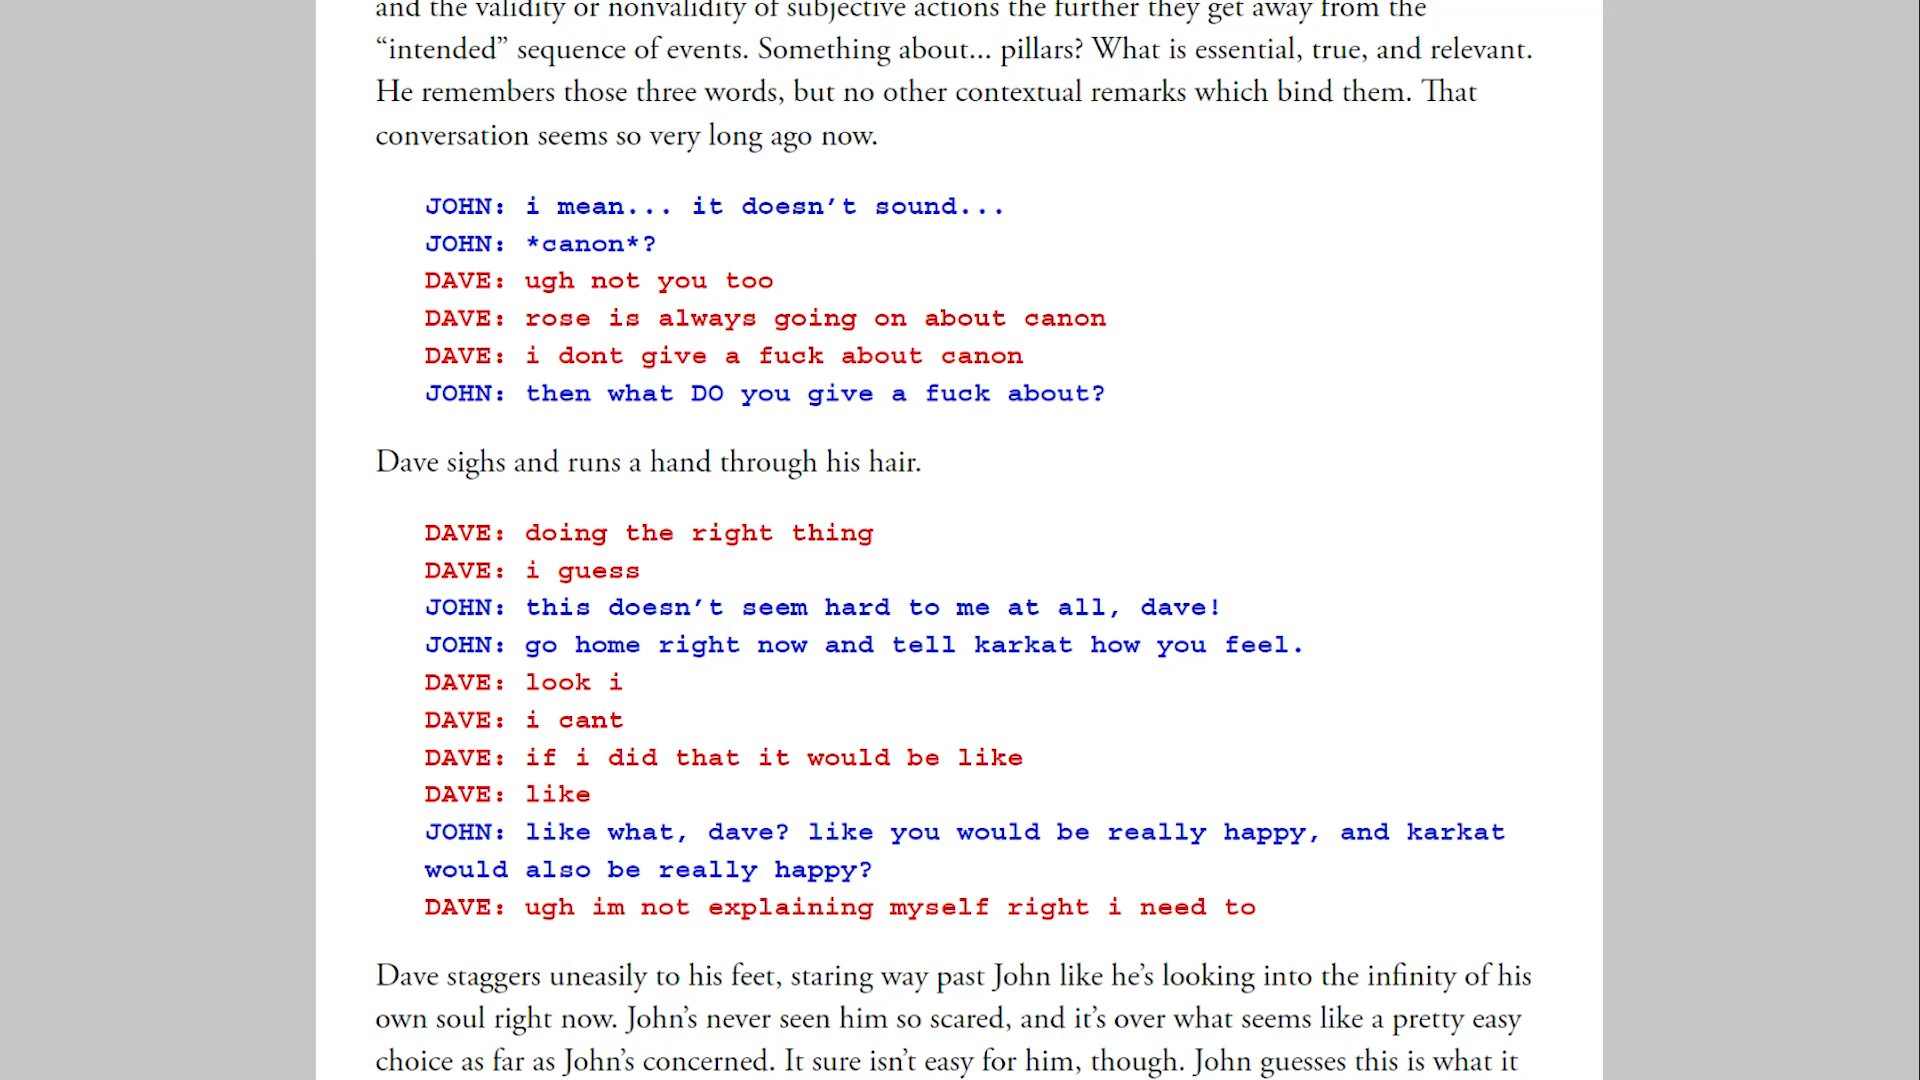 and the validity or nonvalidity of subjective actions the further they get away from the
“intended” sequence of events. Something about... pillars? What is essential, true, and relevant.
He remembers those three words, but no other contextual remarks which bind them. That
conversation seems so very long ago now.
JOHN: i mean... it doesn’t sound...
JOHN: *canon*?
DAVE: ugh not you too
DAVE: rose is always going on about canon
DAVE: i dont give a fuck about canon
JOHN: then what DO you give a fuck about?
Dave sighs and runs a hand through his hair.
DAVE: doing the right thing
DAVE: i guess
JOHN: this doesn’t seem hard to me at all, dave!
JOHN: go home right now and tell karkat how you feel.
DAVE: look i
DAVE: i cant
DAVE: if i did that it would be like
DAVE: like
JOHN: like what, dave? like you would be really happy, and karkat
would also be really happy?
DAVE: ugh im not explaining myself right i need to
Dave staggers uneasily to his feet, staring way past John like he’s looking into the infinity of his
own soul right now. John’s never seen him so scared, and it’s over what seems like a pretty easy
choice as far as John’s concerned. It sure isn’t easy for him, though. John guesses this is what it